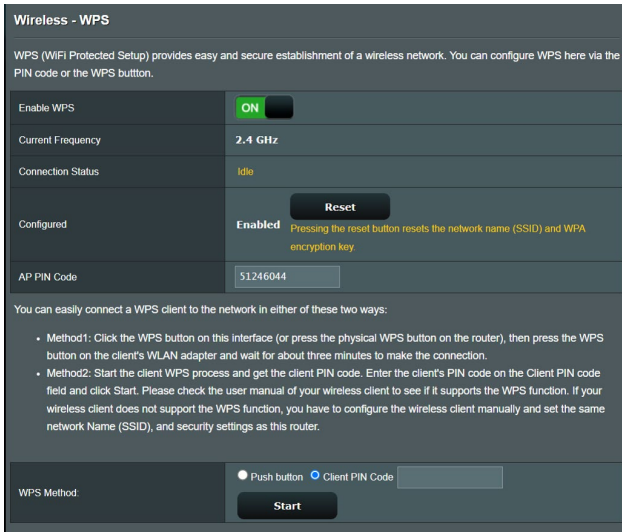 Wireless - WPS
WPS (WiFi Protected Setup) provides easy and secure establishment of a wireless network. You can configure WPS here via the
PIN code or the WPS buttton.
Enable WPS
ON
Current Frequency
2.4 GHz
Connection Status
Idle
Configured
Enabled
Reset
Pressing the reset button resets the network name (SSID) and WPA
encryption key.
AP PIN Code
51246044
You can easily connect a WPS client to the network in either of these two ways:
• Method1: Click the WPS button on this interface (or press the physical WPS button on the router), then press the WPS
button on the client's WLAN adapter and wait for about three minutes to make the connection.
• Method2: Start the client WPS process and get the client PIN code. Enter the client's PIN code on the Client PIN code
field and click Start. Please check the user manual of your wireless client to see if it supports the WPS function. If your
wireless client does not support the WPS function, you have to configure the wireless client manually and set the same
network Name (SSID), and security settings as this router.
WPS Method:
Push button Client PIN Code
Start